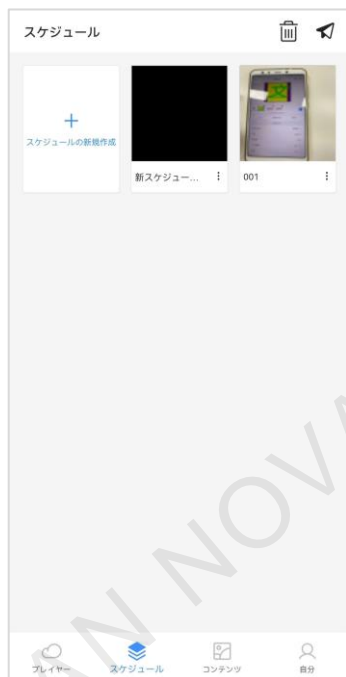 スケジュール
スケジュールの新規作成
新スケジュー...
001
プレイヤー
スケジュール
コンテンツ
自分
AN NOVA